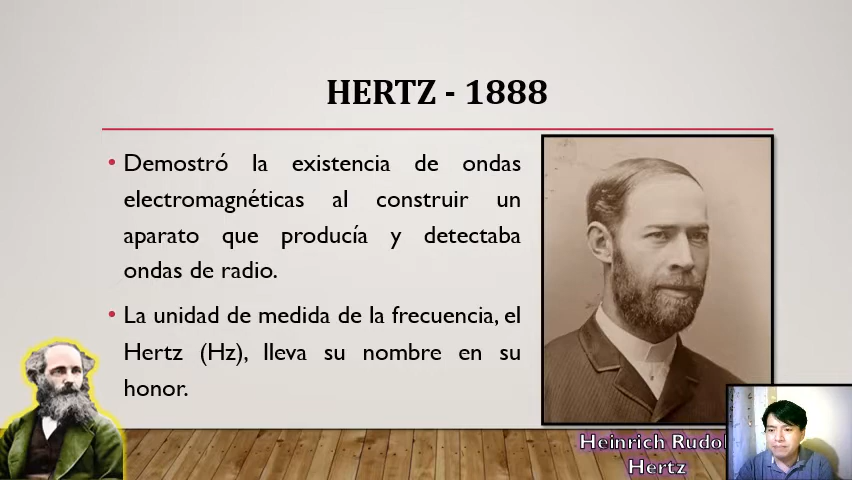 HERTZ - 1888
• Demostró la existencia de ondas
electromagnéticas al construir un
aparato que producía y detectaba
ondas de radio.
• La unidad de medida de la frecuencia, el
Hertz (Hz), lleva su nombre en su
honor.
Heinrich Rudol
Hertz